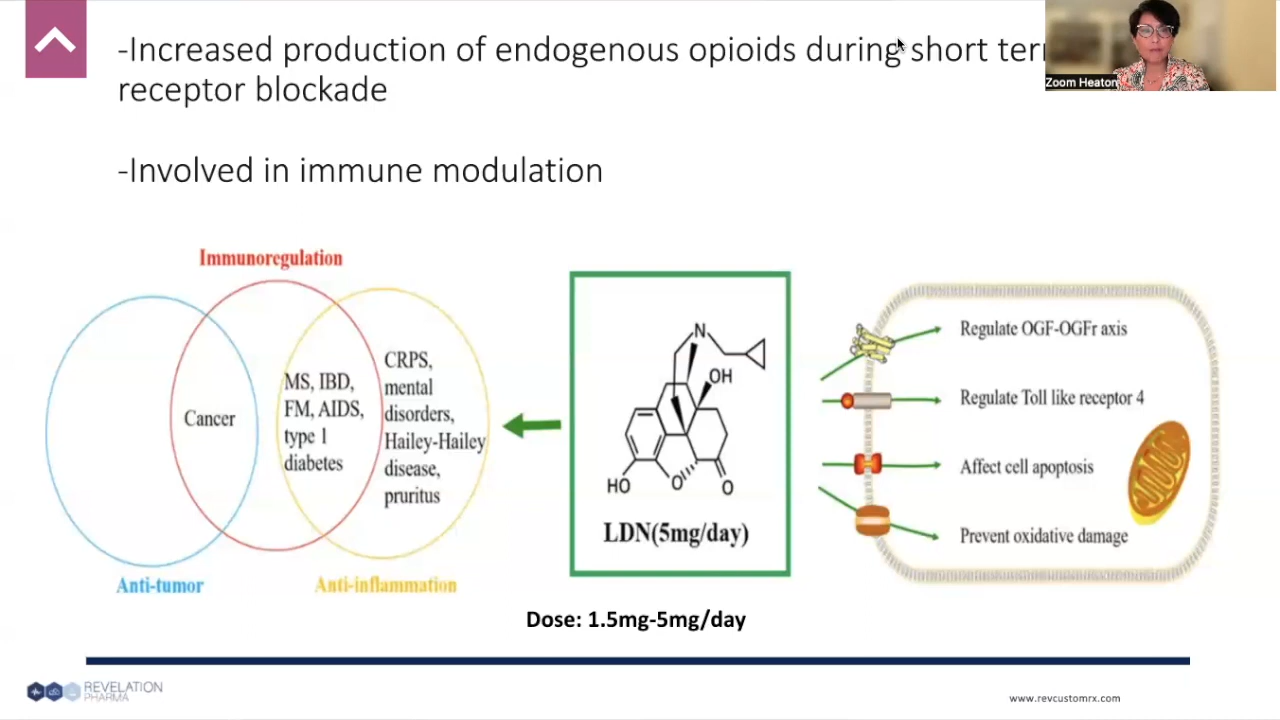 -Increased production of endogenous opioids during short
receptor blockade
-Involved in immune modulation
Zoom Heaton
Immunoregulation
Cancer
MS, IBD,
FM, AIDS,
type 1
diabetes
CRPS,
mental
disorders,
Hailey-Hailey
disease,
pruritus
Anti-tumor
Anti-inflammation
N
OH
HO
O
O
LDN(5mg/day)
Regulate OGF-OGFr axis
Regulate Toll like receptor 4
Affect cell apoptosis
Prevent oxidative damage
Dose: 1.5mg-5mg/day
REVELATION
PHARMA
www.revcustomrx.com